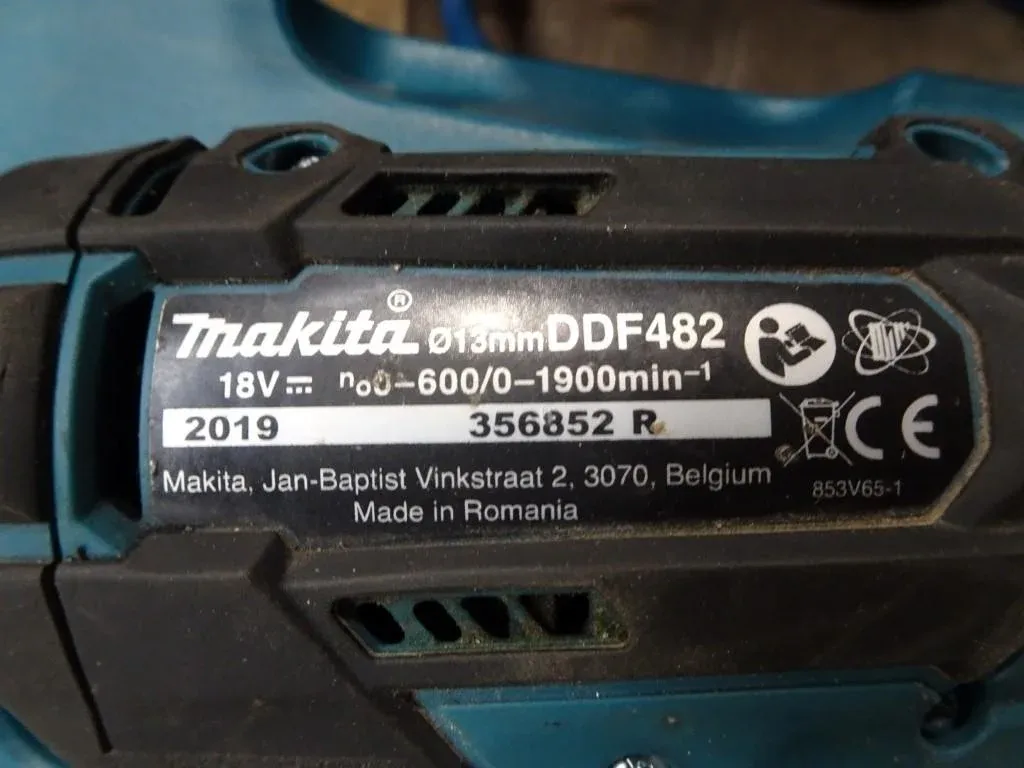 makita® Ø13mm DDF482
18V⎓ n₀0-600/0-1900min⁻¹
2019 356852 R
CE
Makita, Jan-Baptist Vinkstraat 2, 3070, Belgium
853V65-1
Made in Romania